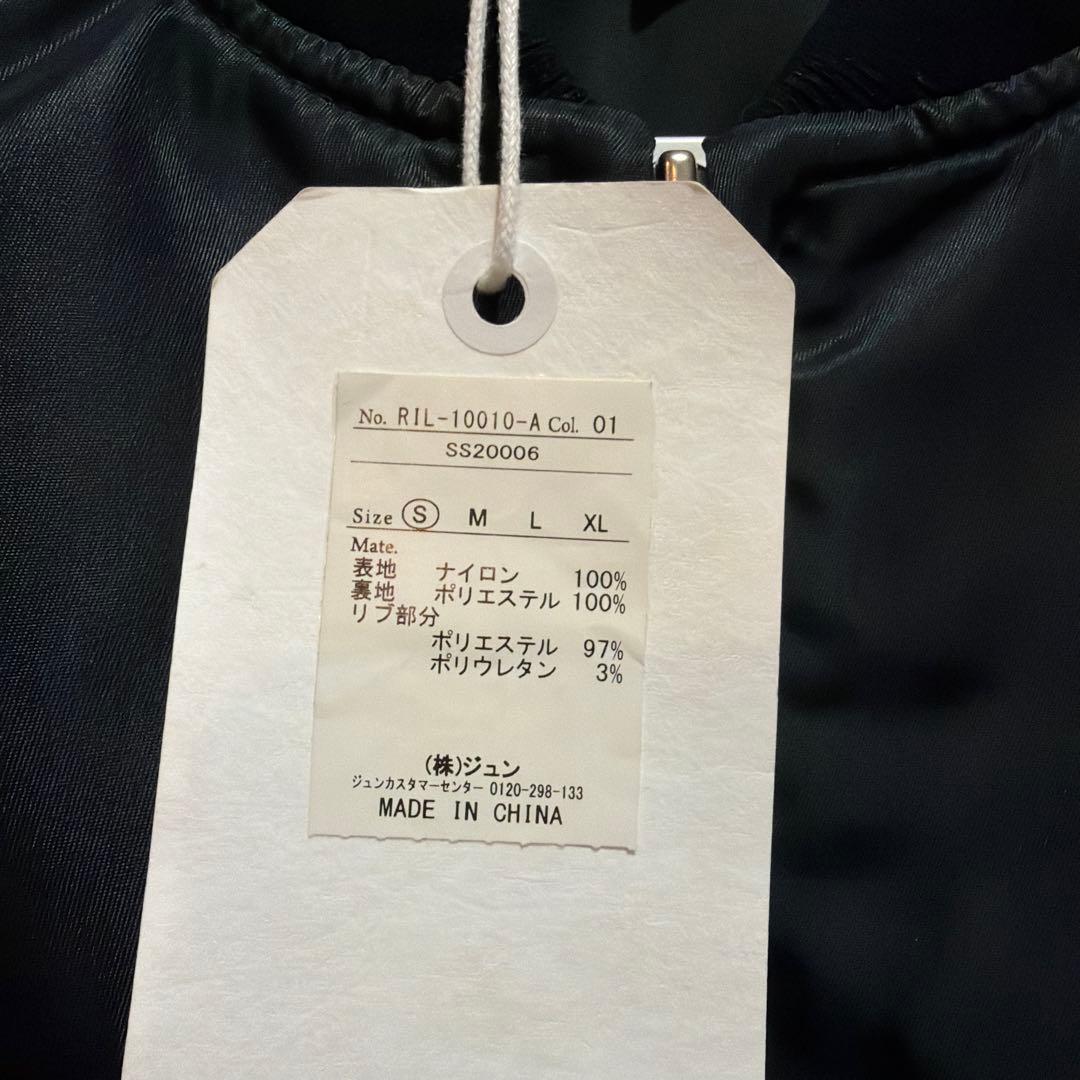 No. RIL-10010-A Col. 01
SS20006
Size S M L XL
Mate.
表地 ナイロン 100%
裏地 ポリエステル 100%
リブ部分
ポリエステル 97%
ポリウレタン 3%
(株)ジュン
ジュンカスタマーセンター 0120-298-133
MADE IN CHINA